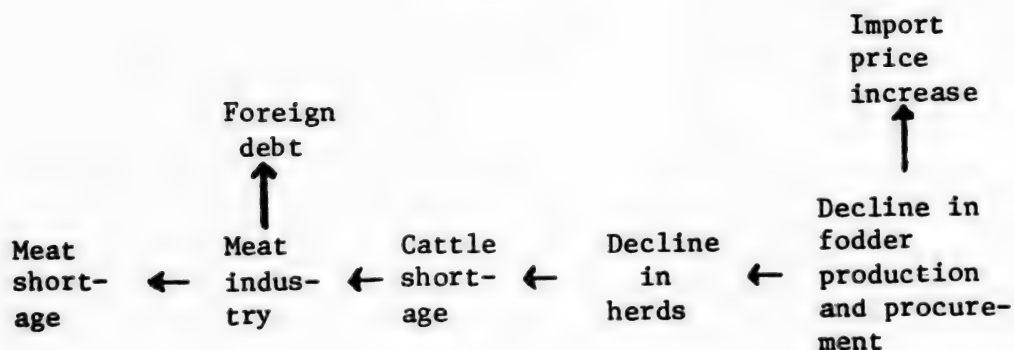 Import
price
increase
Foreign
debt
Meat
short-
age
Meat
indus-
try
Cattle
short-
age
Decline
in
herds
Decline in
fodder
production
and procure-
ment